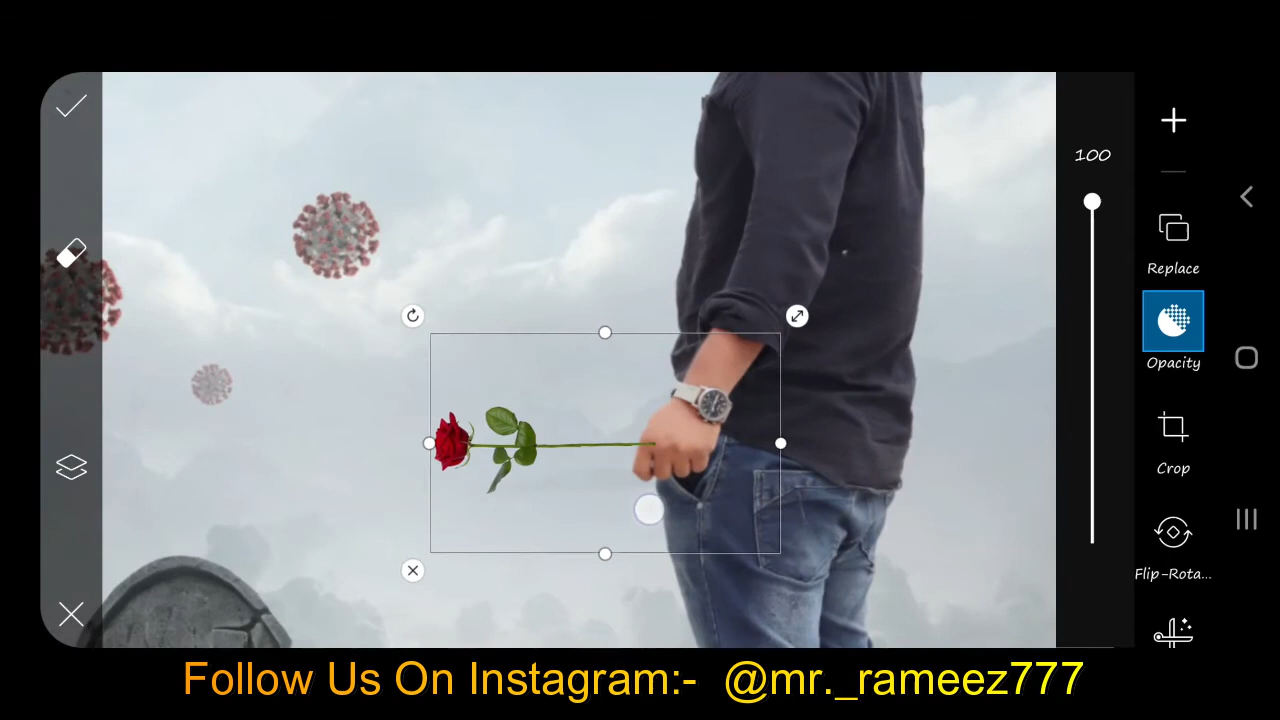 100
Replace
Opacity
Crop
Flip-Rota...
Follow Us On Instagram:- @mr._rameez777